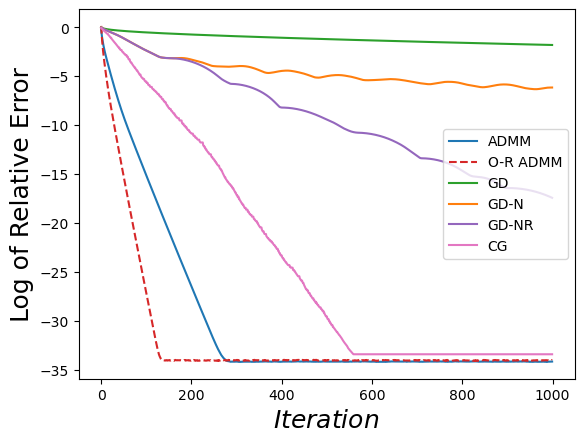 0
−5
−10
−15
−20
−25
−30
−35
Log of Relative Error
ADMM
O-R ADMM
GD
GD-N
GD-NR
CG
0
200
400
600
800
1000
Iteration